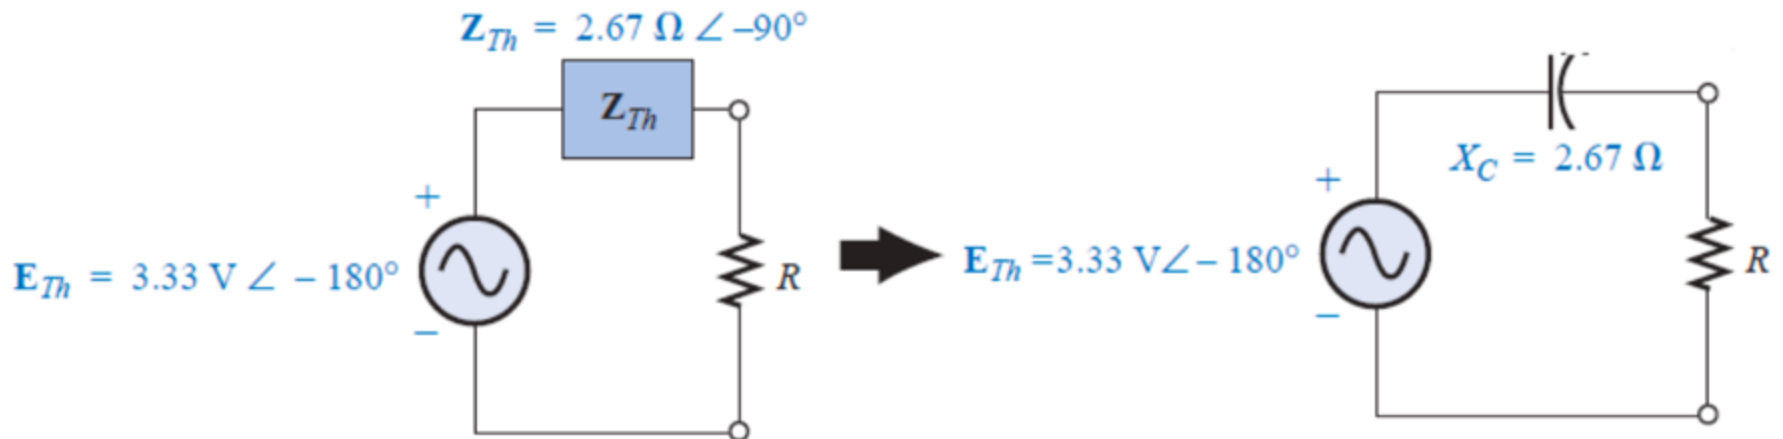 Z_Th = 2.67 Ω ∠ –90°
Z_Th
+
E_Th = 3.33 V ∠ – 180°
–
R
+
E_Th =3.33 V∠– 180°
–
X_C = 2.67 Ω
R